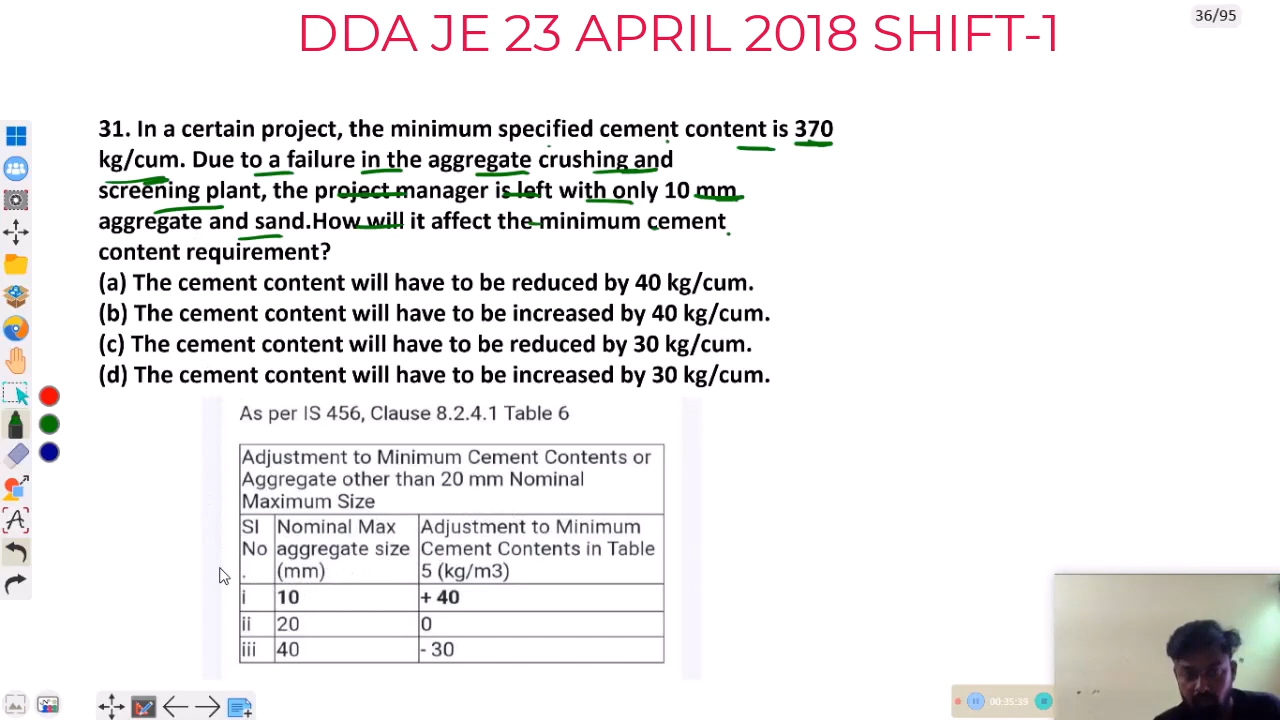 36/95
DDA JE 23 APRIL 2018 SHIFT-1
31. In a certain project, the minimum specified cement content is 370
kg/cum. Due to a failure in the aggregate crushing and
screening plant, the project manager is left with only 10 mm
aggregate and sand.How will it affect the minimum cement
content requirement?
(a) The cement content will have to be reduced by 40 kg/cum.
(b) The cement content will have to be increased by 40 kg/cum.
(c) The cement content will have to be reduced by 30 kg/cum.
(d) The cement content will have to be increased by 30 kg/cum.
As per IS 456, Clause 8.2.4.1 Table 6
Adjustment to Minimum Cement Contents or
Aggregate other than 20 mm Nominal
Maximum Size
Sl Nominal Max Adjustment to Minimum
No aggregate size Cement Contents in Table
. (mm) 5 (kg/m3)
i 10 + 40
ii 20 0
iii 40 - 30
00:35:39